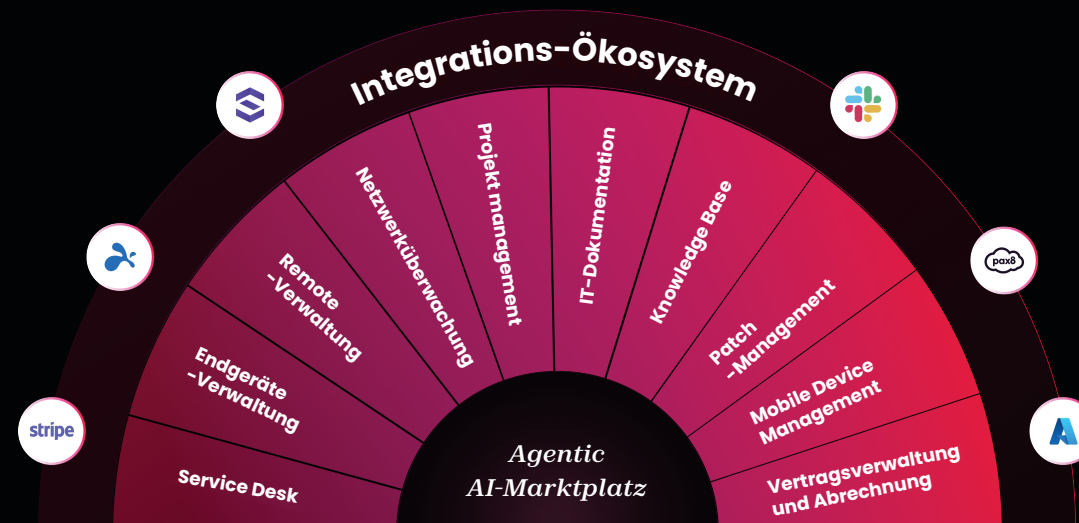 Integrations-Ökosystem
stripe
pax8
Service Desk
Endgeräte
-Verwaltung
Remote
-Verwaltung
Netzwerküberwachung
Projekt management
IT-Dokumentation
Knowledge Base
Patch
-Management
Mobile Device
Management
Vertragsverwaltung
und Abrechnung
Agentic
AI-Marktplatz